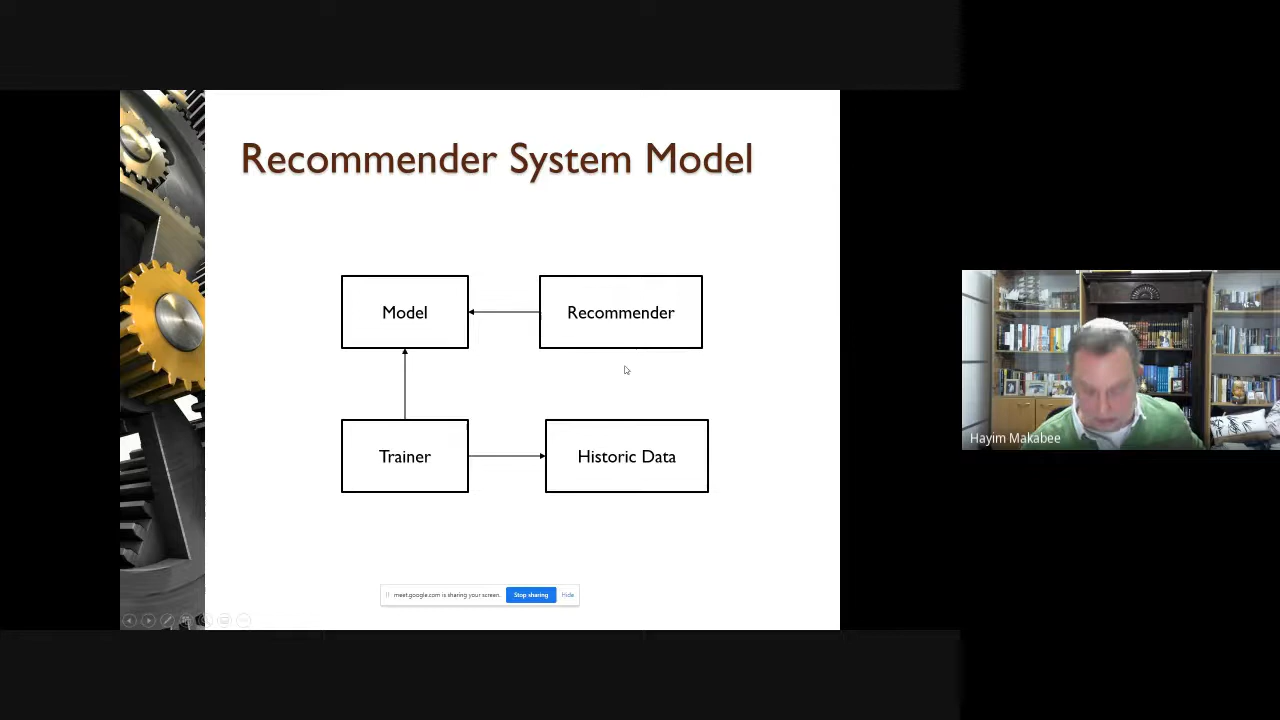 Recommender System Model
Model
Recommender
Trainer
Historic Data
meet.google.com is sharing your screen.
Stop sharing
Hide
Hayim Makabee